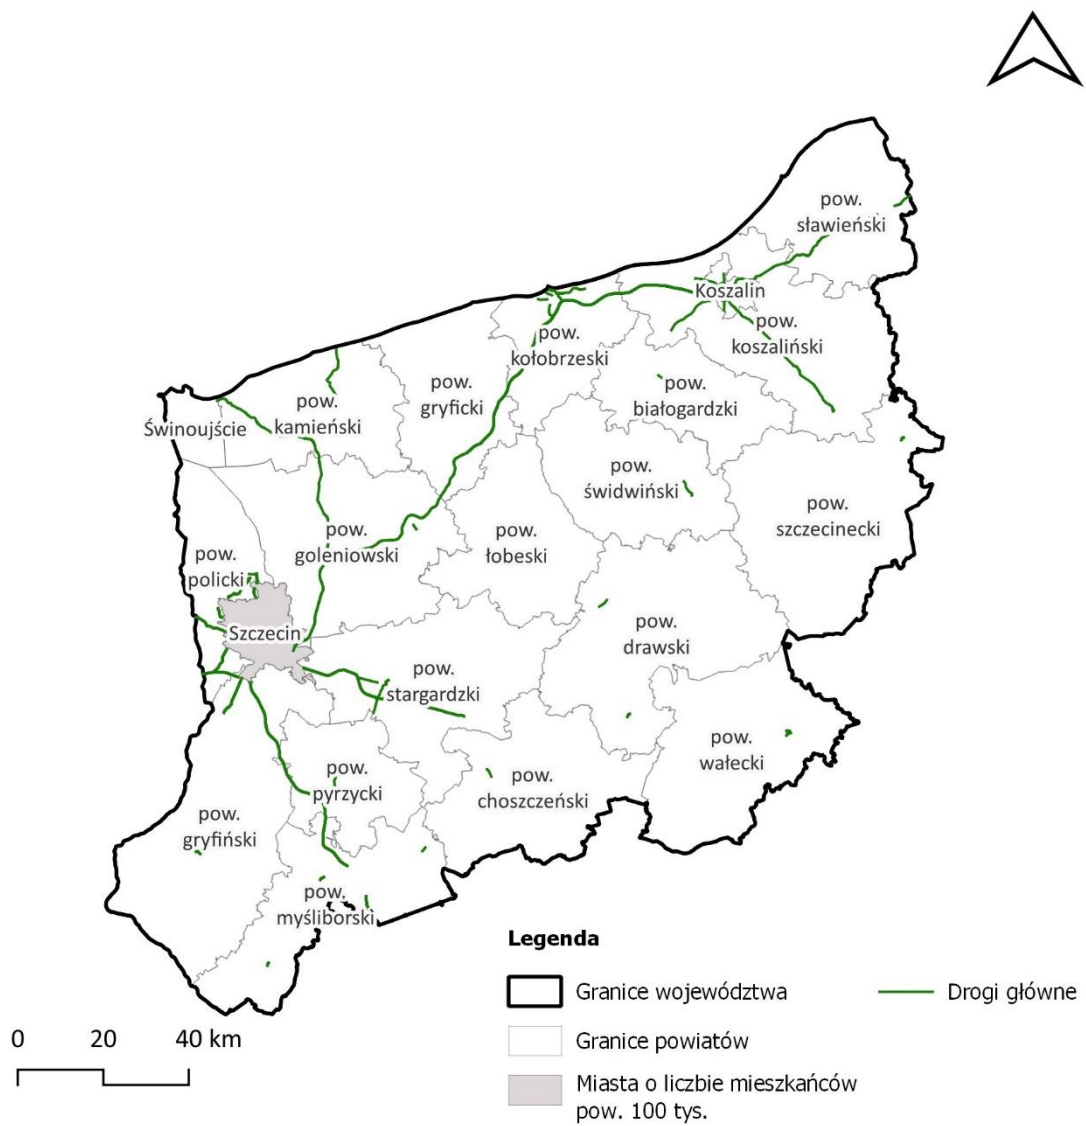 pow.
sławieński
Koszalin
pow.
koszaliński
pow.
kołobrzeski
pow.
gryficki
pow.
białogardzki
pow.
kamieński
Świnoujście
pow.
świdwiński
pow.
szczecinecki
pow.
goleniowski
pow.
łobeski
pow.
policki
Szczecin
pow.
drawski
pow.
stargardzki
pow.
wałecki
pow.
pyrzycki
pow.
choszczeński
pow.
gryfiński
pow.
myśliborski
Legenda
Granice województwa
Drogi główne
Granice powiatów
Miasta o liczbie mieszkańców
pow. 100 tys.
0 20 40 km